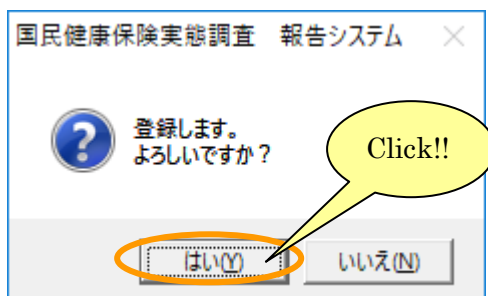 国民健康保険実態調査　報告システム
登録します。
よろしいですか？
Click!!
はい(Y)
いいえ(N)